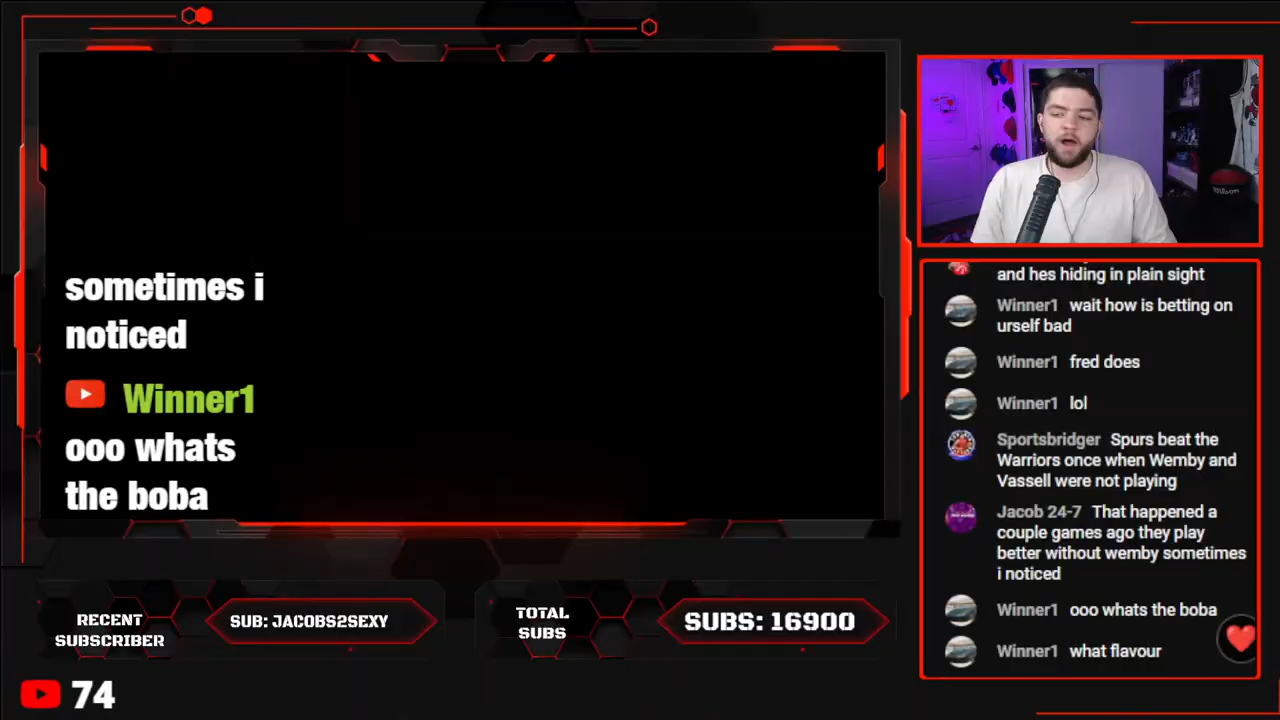 sometimes i
noticed
Winner1
ooo whats
the boba
and hes hiding in plain sight
Winner1 wait how is betting on
urself bad
Winner1 fred does
Winner1 lol
Sportsbridger Spurs beat the
Warriors once when Wemby and
Vassell were not playing
Jacob 24-7 That happened a
couple games ago they play
better without wemby sometimes
i noticed
Winner1 ooo whats the boba
Winner1 what flavour
RECENT
SUBSCRIBER
SUB: JACOBS2SEXY
TOTAL
SUBS
SUBS: 16900
74
Wilson